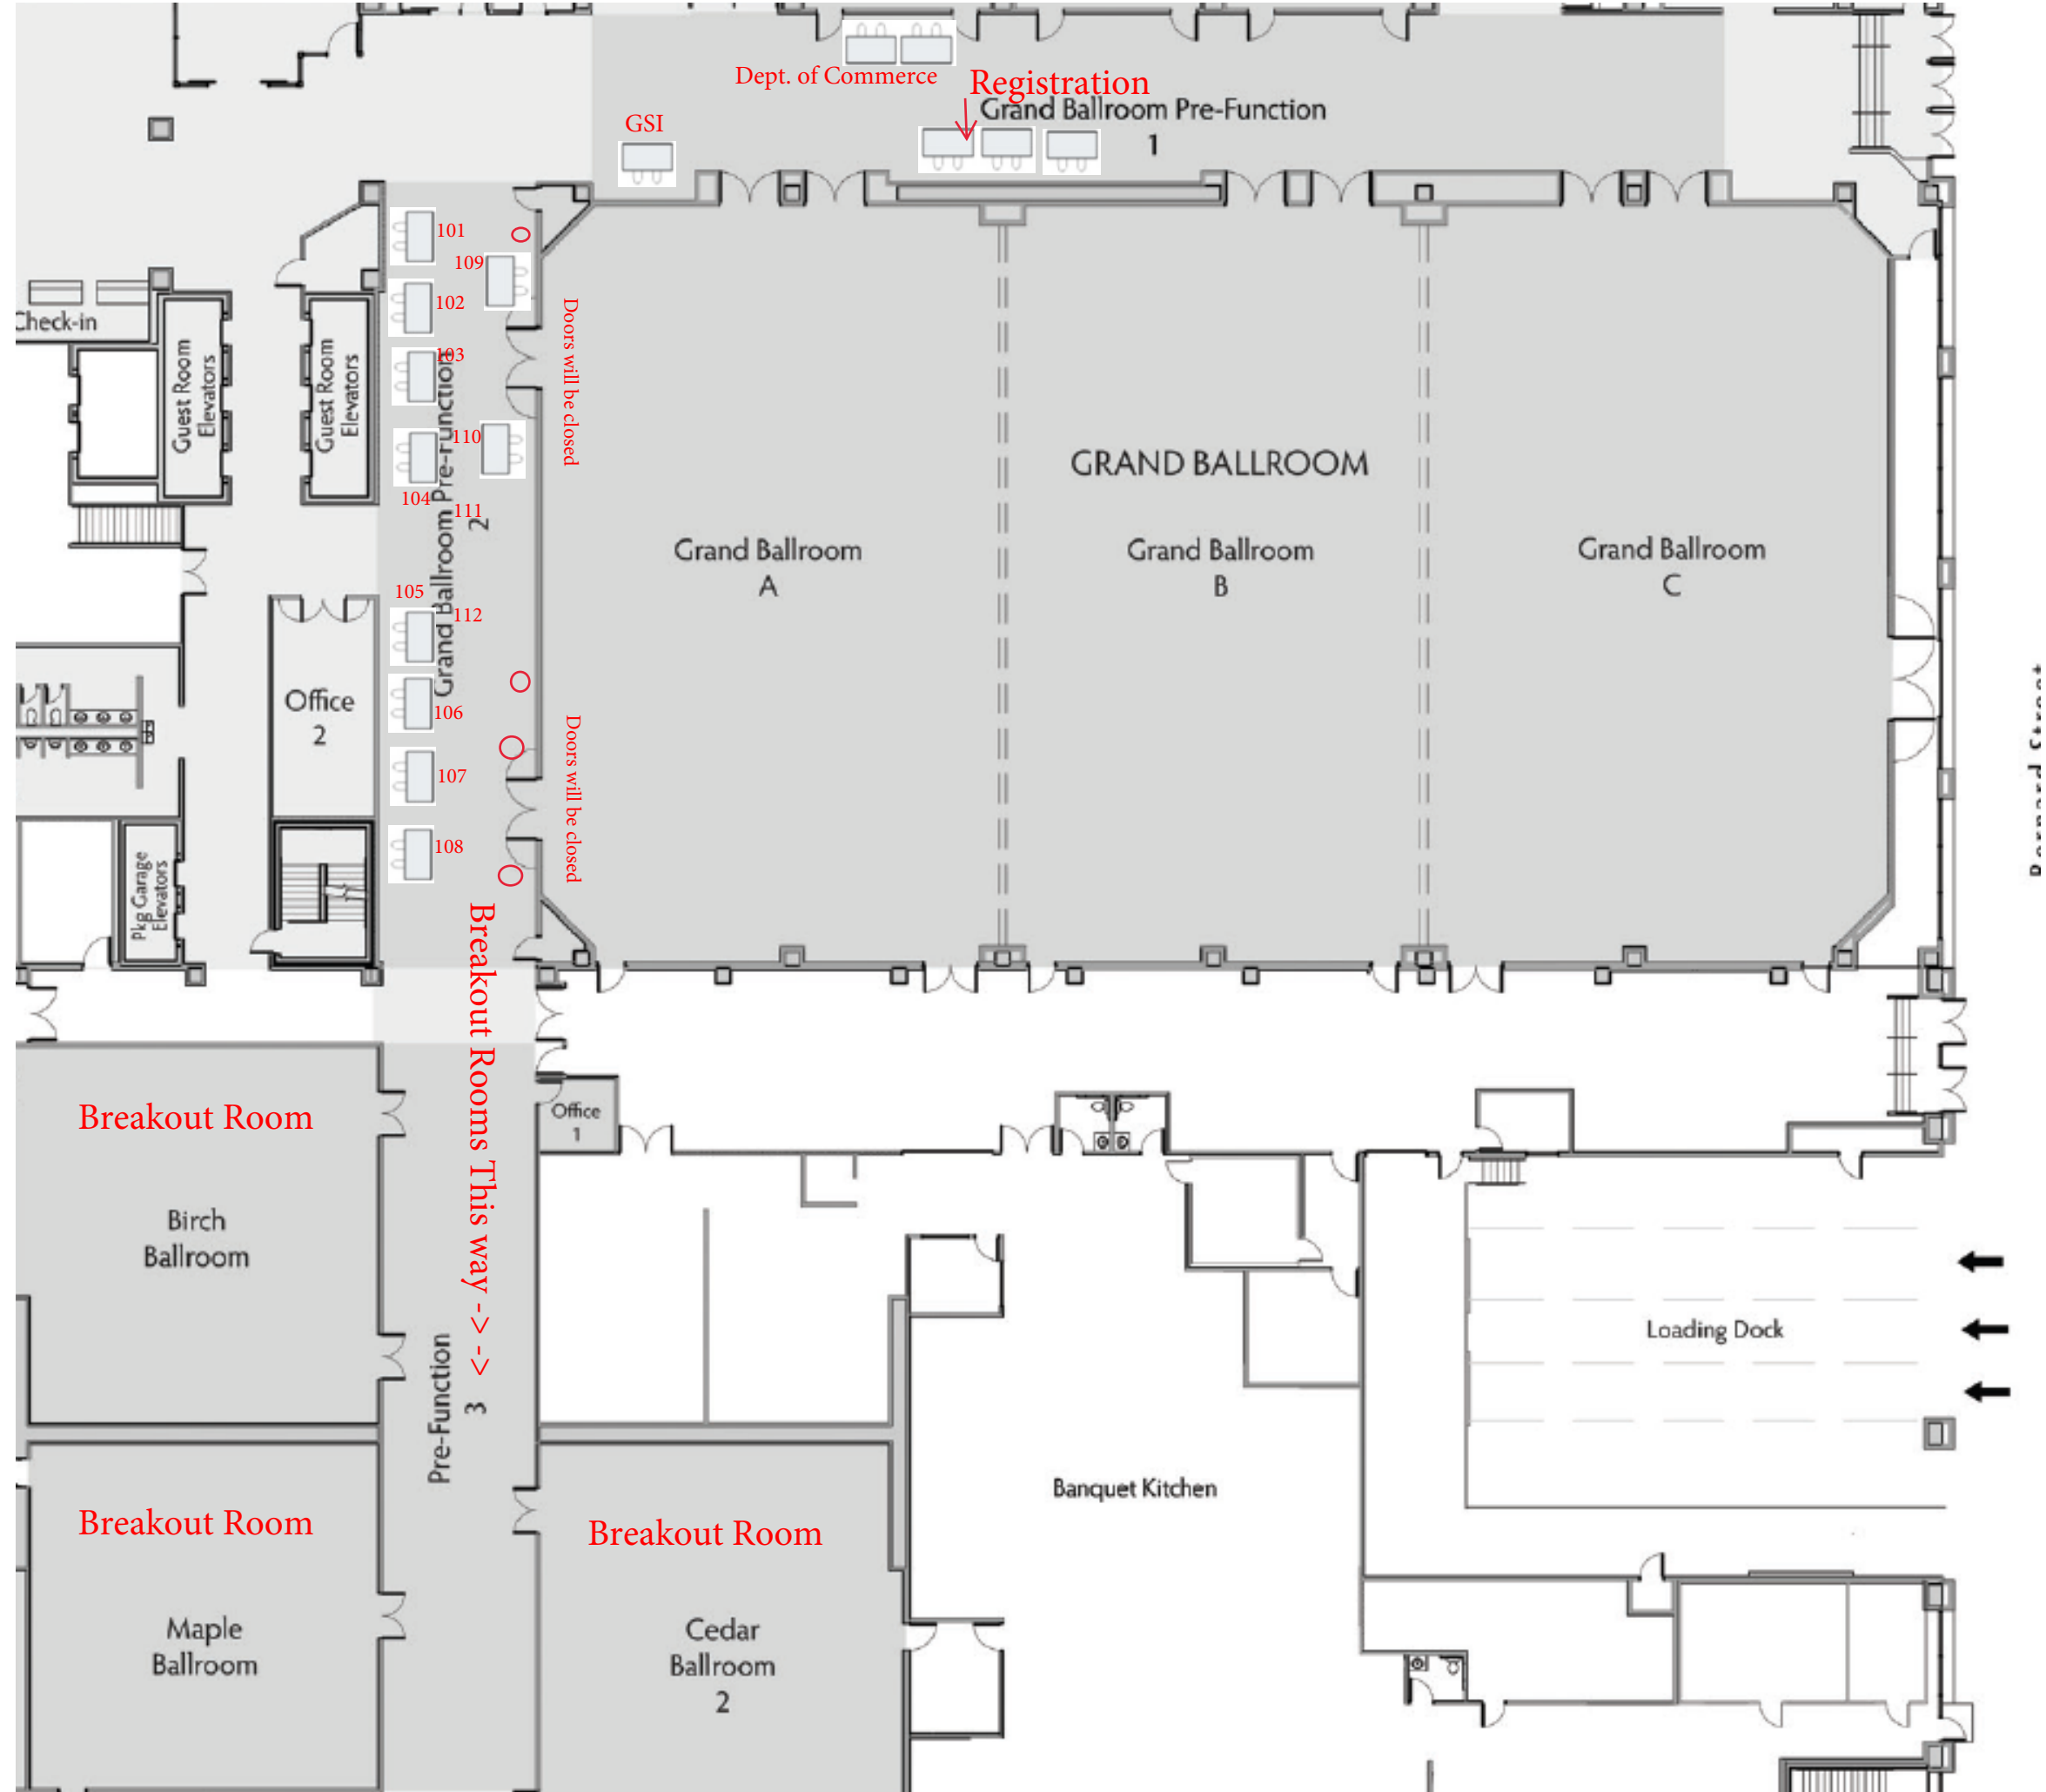 Dept. of Commerce
Registration
Grand Ballroom Pre-Function
1
GSI
101
109
102
103
110
104
111
105
112
106
107
108
Check-in
Guest Room
Elevators
Guest Room
Elevators
Grand Ballroom Pre-Function
2
Doors will be closed
Doors will be closed
GRAND BALLROOM
Grand Ballroom
A
Grand Ballroom
B
Grand Ballroom
C
Office
2
Pkg Garage
Elevators
Breakout Rooms This way -> ->
Breakout Room
Birch
Ballroom
Office
1
Pre-Function
3
Loading Dock
Banquet Kitchen
Breakout Room
Maple
Ballroom
Breakout Room
Cedar
Ballroom
2